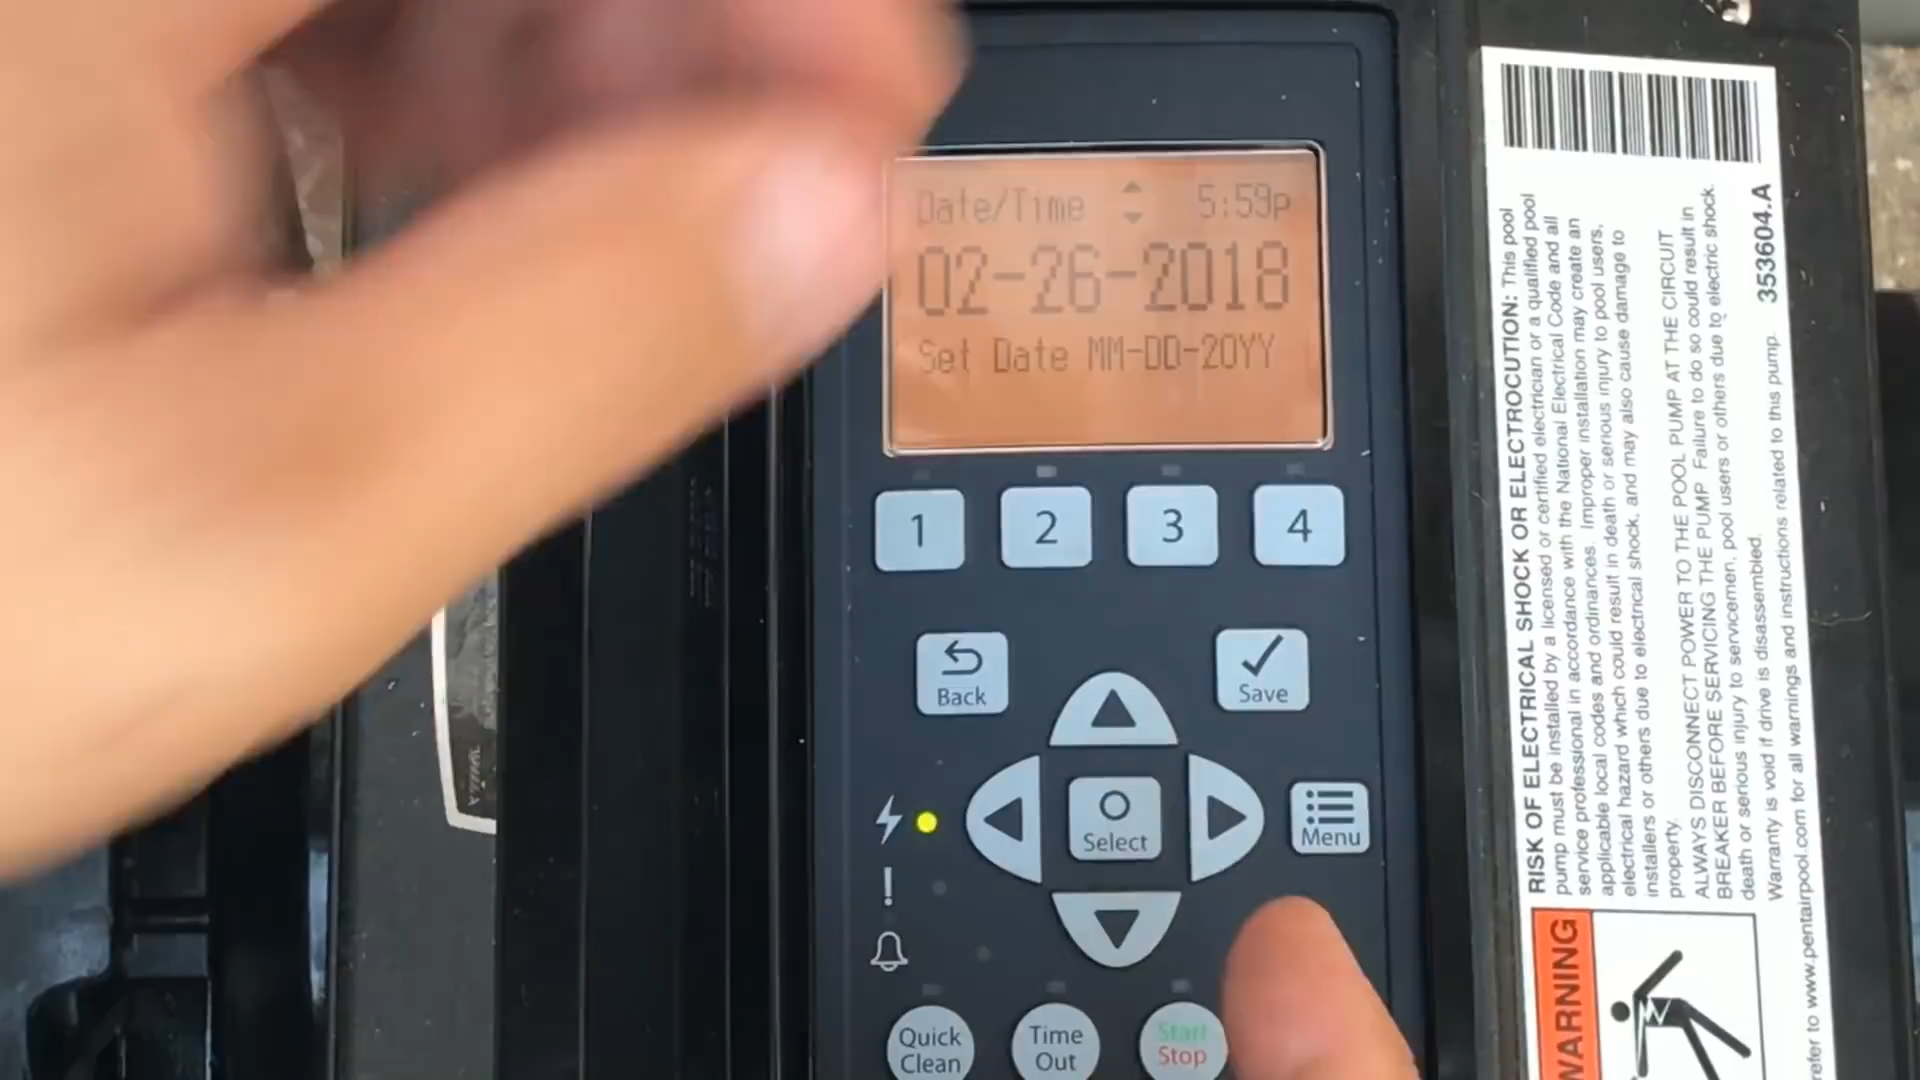 Date/Time 5:59p
02-26-2018
Set Date MM-DD-20YY
1 2 3 4
Back
Save
Select
Menu
Quick Clean
Time Out
Start Stop
353604.A
RISK OF ELECTRICAL SHOCK OR ELECTROCUTION: This pool
pump must be installed by a licensed or certified electrician or a qualified pool
service professional in accordance with the National Electrical Code and all
applicable local codes and ordinances. Improper installation may create an
electrical hazard which could result in death or serious injury to pool users,
installers or others due to electrical shock, and may also cause damage to
property.
ALWAYS DISCONNECT POWER TO THE POOL PUMP AT THE CIRCUIT
BREAKER BEFORE SERVICING THE PUMP. Failure to do so could result in
death or serious injury to servicemen, pool users or others due to electric shock.
Warranty is void if drive is disassembled.
refer to www.pentairpool.com for all warnings and instructions related to this pump.
WARNING